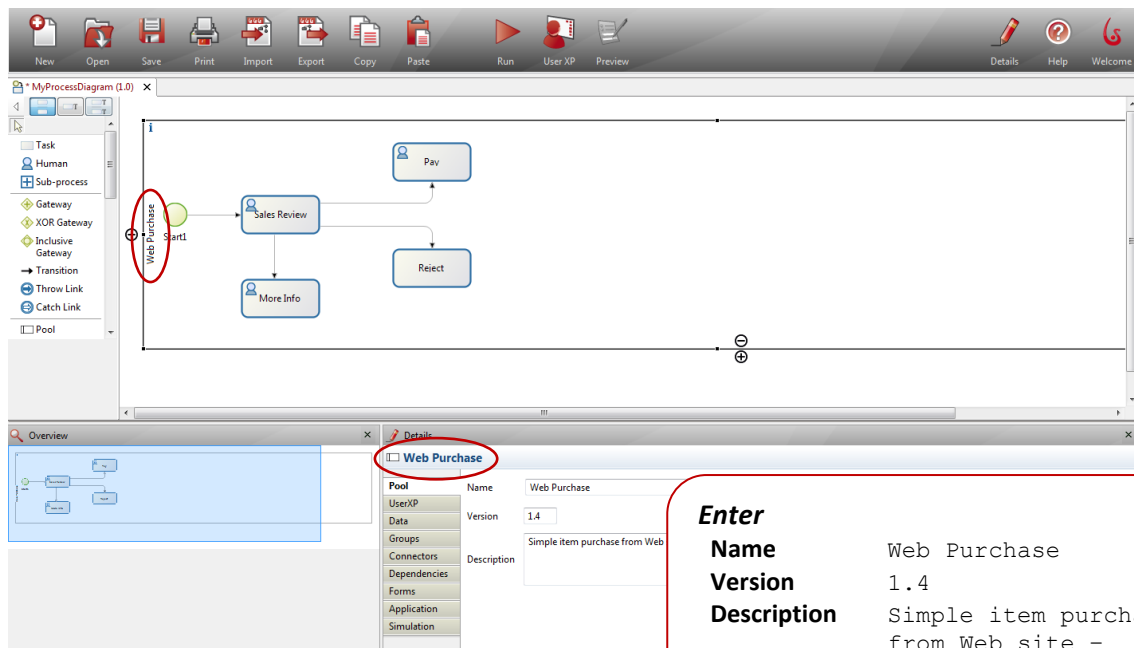 New Open Save Print Import Export Copy Paste Run User XP Preview Details Help Welcome
* MyProcessDiagram (1.0)
Task
Human
Sub-process
Gateway
XOR Gateway
Inclusive
Gateway
Transition
Throw Link
Catch Link
Pool
Web Purchase
Start1
Sales Review
Pay
Reject
More Info
Overview
Details
Web Purchase
Pool
UserXP
Data
Groups
Connectors
Dependencies
Forms
Application
Simulation
Name Web Purchase
Version 1.4
Description Simple item purchase from Web
Enter
Name Web Purchase
Version 1.4
Description Simple item purch
from Web site –